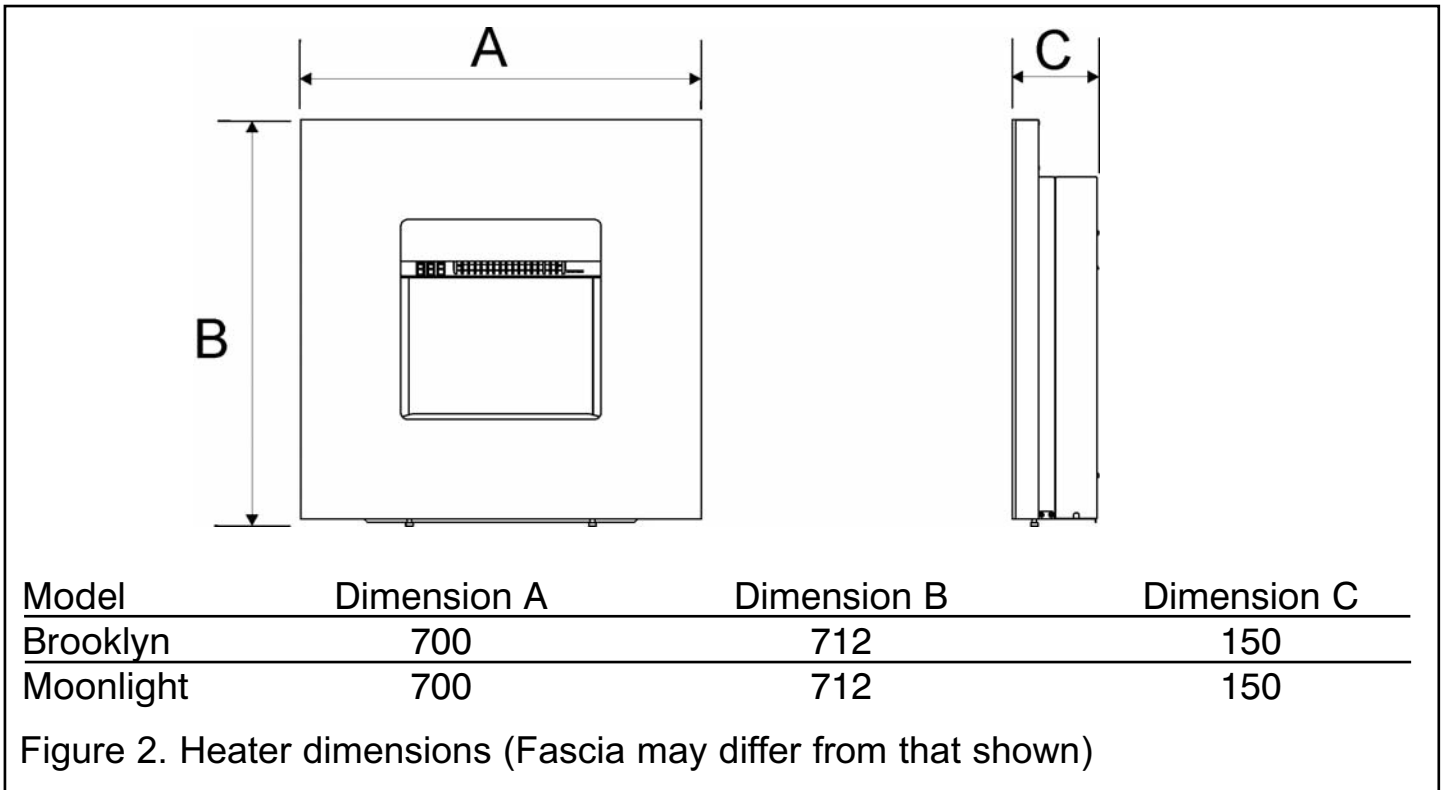 A
C
B
Model Dimension A Dimension B Dimension C
Brooklyn 700 712 150
Moonlight 700 712 150
Figure 2. Heater dimensions (Fascia may differ from that shown)